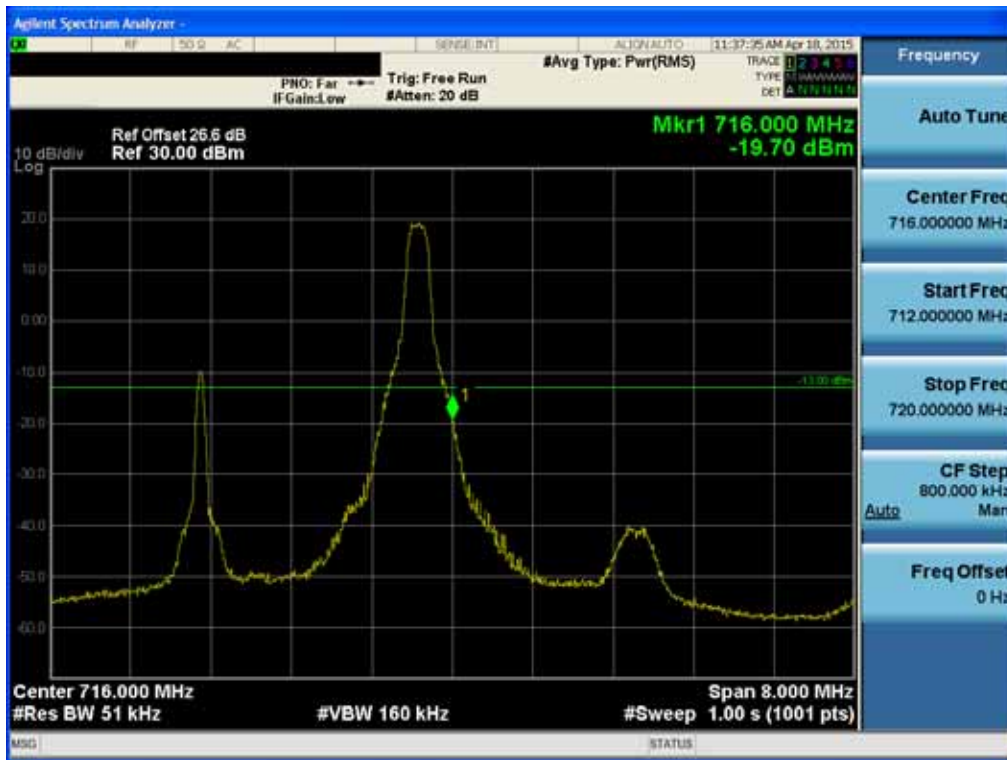 Agilent Spectrum Analyzer -
RF 50 Ω AC SENSE:INT ALIGN AUTO 11:37:35 AM Apr 18, 2015
Frequency
#Avg Type: Pwr(RMS) TRACE 1 2 3 4 5 6
PNO: Far Trig: Free Run TYPE
IFGain:Low #Atten: 20 dB DET A N N N N N
Auto Tune
Ref Offset 26.6 dB Mkr1 716.000 MHz
10 dB/div Ref 30.00 dBm -19.70 dBm
Log
20.0
10.0
0.00
-10.0
-20.0
-30.0
-40.0
-50.0
-60.0
-13.00 dBm
1
Center Freq
716.000000 MHz
Start Freq
712.000000 MHz
Stop Freq
720.000000 MHz
CF Step
800.000 kHz
Auto Man
Freq Offset
0 Hz
Center 716.000 MHz Span 8.000 MHz
#Res BW 51 kHz #VBW 160 kHz #Sweep 1.00 s (1001 pts)
MSG STATUS